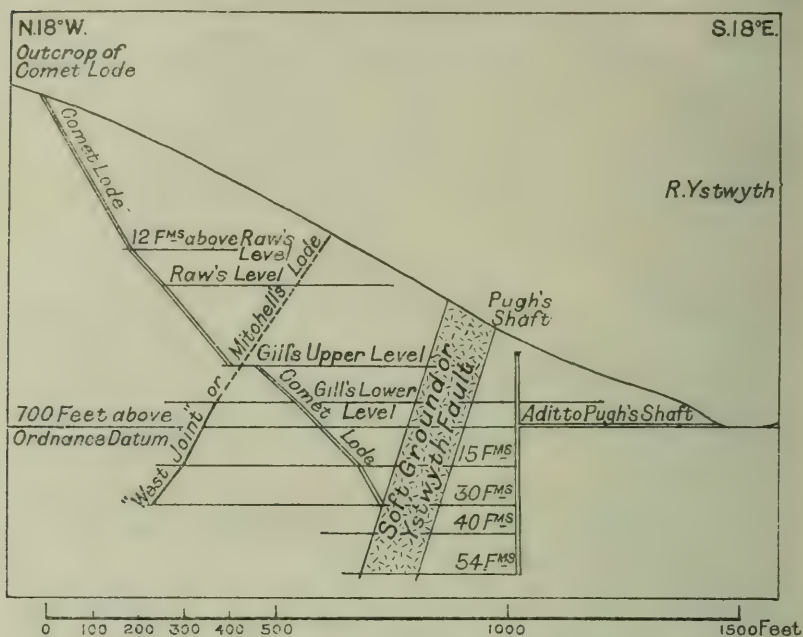 N.18°W.
S.18°E.
Outcrop of
Comet Lode
Comet Lode
R.Ystwyth
12 FMS above Raw's
Level
Raw's Level
"West Joint" or Mitchell's Lode
Pugh's
Shaft
Gill's Upper Level
Comet Lode
Gill's Lower
Level
Soft Ground or
Ystwyth Fault.
700 Feet above
Ordnance Datum.
Adit to Pugh's Shaft
15 FMS
30 FMS
40 FMS
54 FMS
0 100 200 300 400 500 1000 1500 Feet